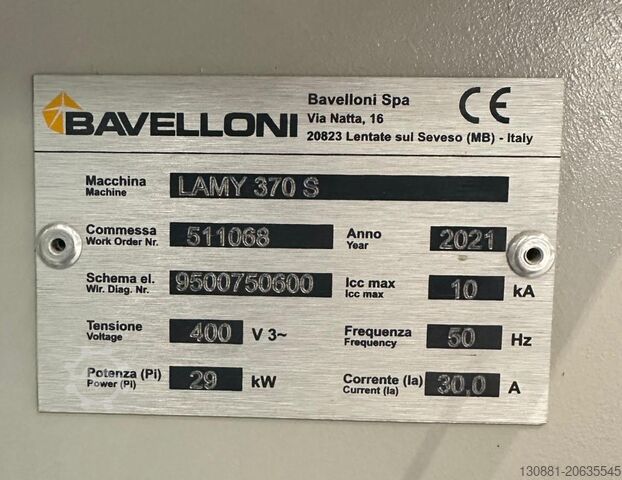 BAVELLONI
Bavelloni Spa
Via Natta, 16
20823 Lentate sul Seveso (MB) - Italy
CE
Macchina
Machine
LAMY 370 S
Commessa
Work Order Nr.
511068
Anno
Year
2021
Schema el.
Wir. Diag. Nr.
9500750600
Icc max
Icc max
10 kA
Tensione
Voltage
400 V 3~
Frequenza
Frequency
50 Hz
Potenza (Pi)
Power (Pi)
29 kW
Corrente (Ia)
Current (Ia)
30,0 A
130881-20635545